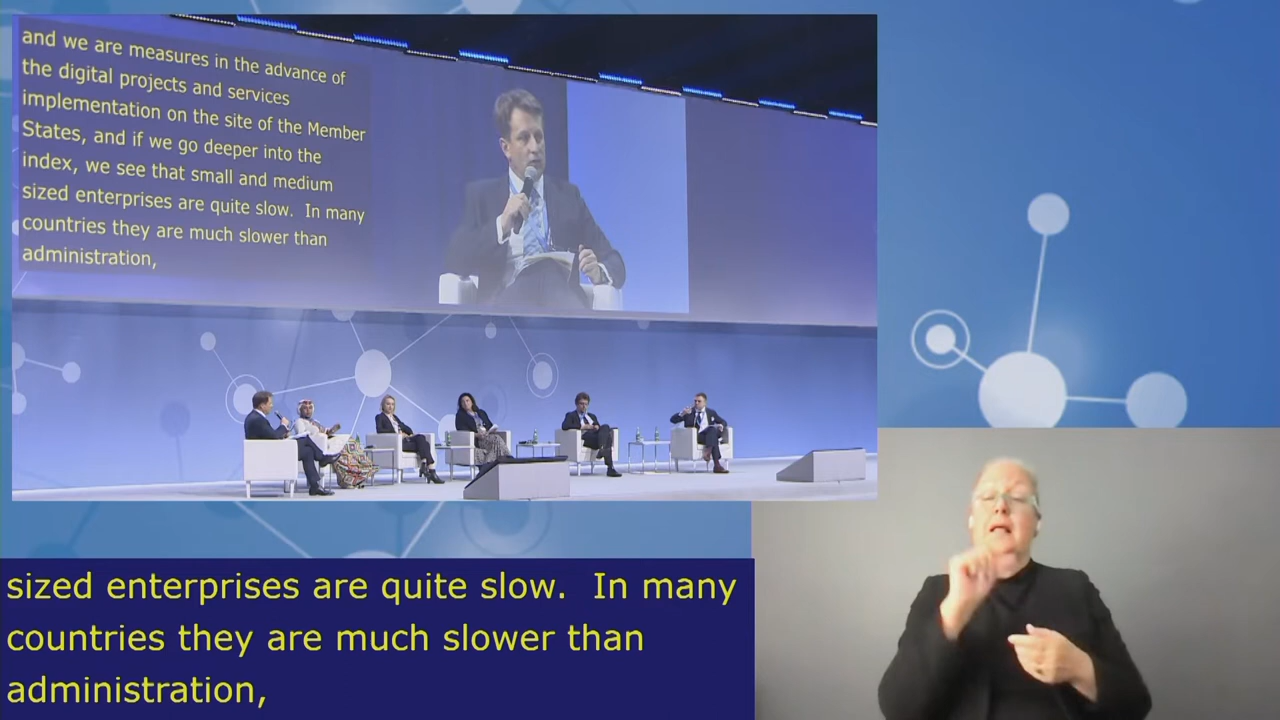 and we are measures in the advance of
the digital projects and services
implementation on the site of the Member
States, and if we go deeper into the
index, we see that small and medium
sized enterprises are quite slow.  In many
countries they are much slower than
administration,
sized enterprises are quite slow.  In many
countries they are much slower than
administration,